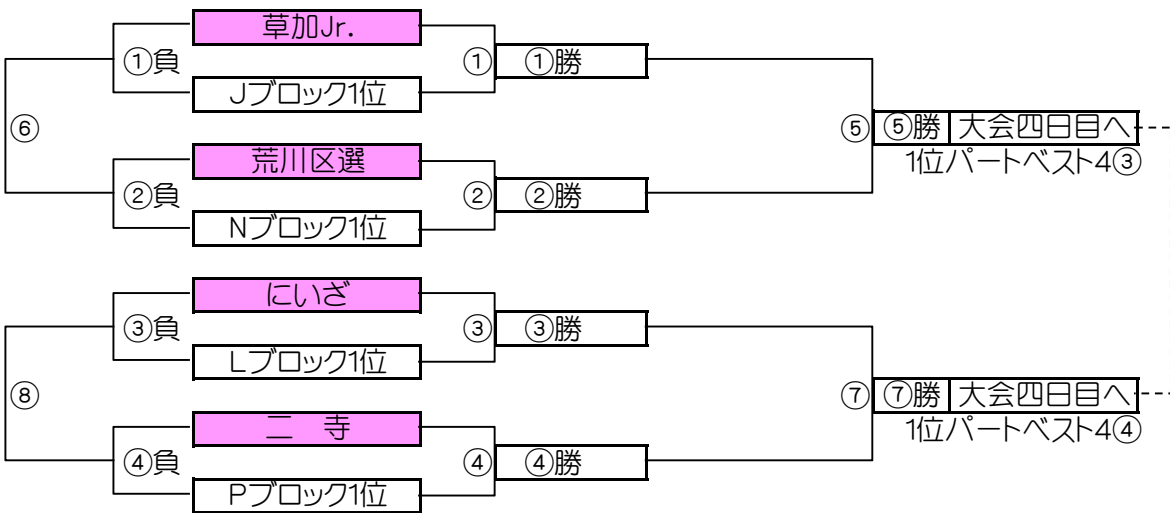 草加Jr.
①負
①
①勝
Jブロック1位
⑥
⑤
⑤勝 大会四日目へ
1位パートベスト4③
荒川区選
②負
②
②勝
Nブロック1位
にいざ
③負
③
③勝
Lブロック1位
⑧
⑦
⑦勝 大会四日目へ
1位パートベスト4④
二 寺
④負
④
④勝
Pブロック1位